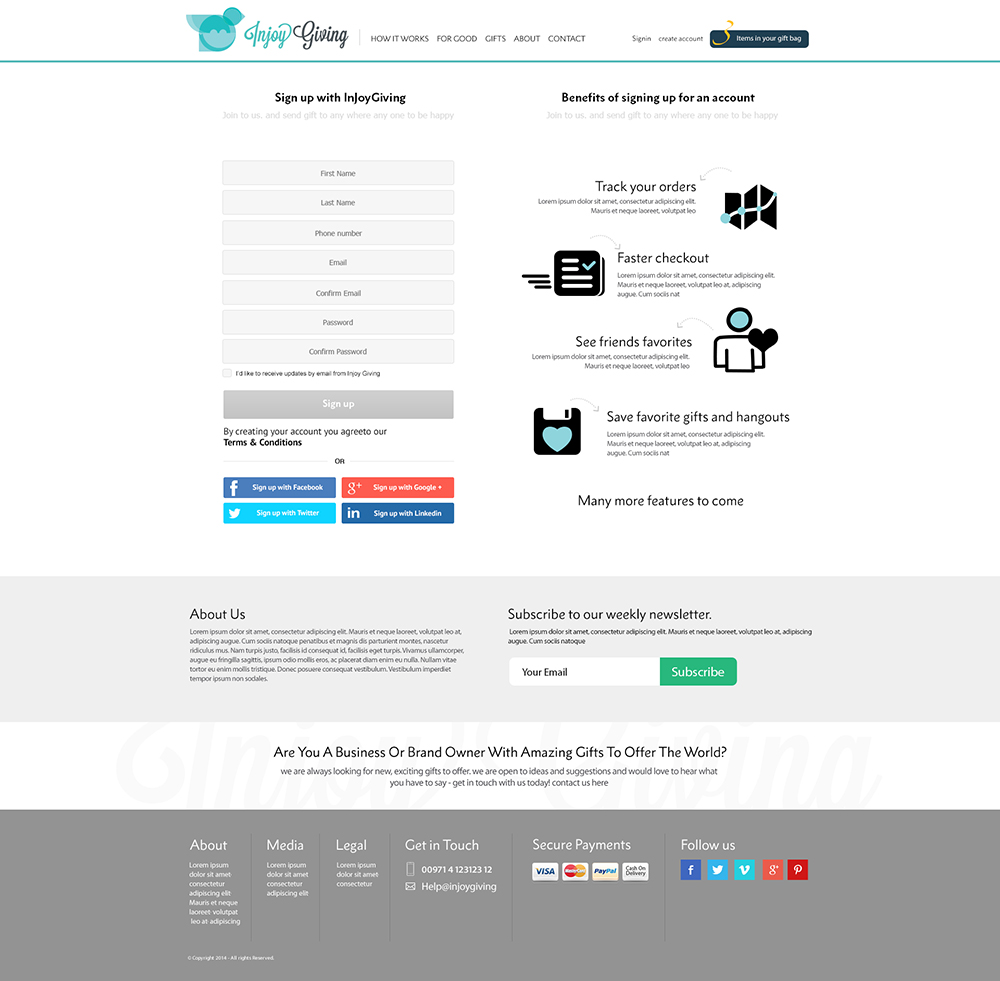 Injoy Giving
HOW IT WORKS FOR GOOD GIFTS ABOUT CONTACT
Signin create account
Items in your gift bag
Sign up with InJoyGiving
Join to us, and send gift to any where any one to be happy
First Name
Last Name
Phone number
Email
Confirm Email
Password
Confirm Password
I'd like to receive updates by email from Injoy Giving
Sign up
By creating your account you agreeto our
Terms & Conditions
OR
Sign up with Facebook
g+ Sign up with Google +
Sign up with Twitter
in Sign up with Linkedin
Benefits of signing up for an account
Join to us, and send gift to any where any one to be happy
Track your orders
Lorem ipsum dolor sit amet, consectetur adipiscing elit.
Mauris et neque laoreet, volutpat leo
Faster checkout
Lorem ipsum dolor sit amet, consectetur adipiscing elit.
Mauris et neque laoreet, volutpat leo adipiscing
augue. Cum sociis nat
See friends favorites
Lorem ipsum dolor sit amet, consectetur adipiscing elit.
Mauris et neque laoreet, volutpat leo
Save favorite gifts and hangouts
Lorem ipsum dolor sit amet, consectetur adipiscing elit.
Mauris et neque laoreet, volutpat leo adipiscing
augue. Cum sociis nat
Many more features to come
About Us
Lorem ipsum dolor sit amet, consectetur adipiscing elit. Mauris et neque laoreet, volutpat leo at,
adipiscing augue. Cum sociis natoque penatibus et magnis dis parturient montes, nascetur
ridiculus mus. Nam turpis justo, facilisis id consequat id, facilisis eget turpis. Vivamus ullamcorper,
augue eu fringilla sagittis, ipsum odio mollis eros, ac placerat diam enim eu nulla. Nullam vitae
tortor eu enim mollis tristique. Donec posuere consequat vestibulum. Vestibulum imperdiet
tempor ipsum non sodales.
Subscribe to our weekly newsletter.
Lorem ipsum dolor sit amet, consectetur adipiscing elit. Mauris et neque laoreet, volutpat leo adipiscing
augue. Cum sociis natoque
Your Email
Subscribe
Injoy Giving
Are You A Business Or Brand Owner With Amazing Gifts To Offer The World?
we are always looking for new, exciting gifts to offer. we are open to ideas and suggestions and would love to hear what
you have to say - get in touch with us today! contact us here
About
Lorem ipsum
dolor sit amet
consectetur
adipiscing elit
Mauris et neque
laoreet volutpat
leo at adipiscing
Media
Lorem ipsum
dolor sit amet
consectetur
adipiscing elit
Legal
Lorem ipsum
dolor sit amet
consectetur
Get in Touch
00971 4 123123 12
Help@injoygiving
Secure Payments
VISA MasterCard PayPal Cash On
Delivery
Follow us
© Copyright 2014 - All rights Reserved.